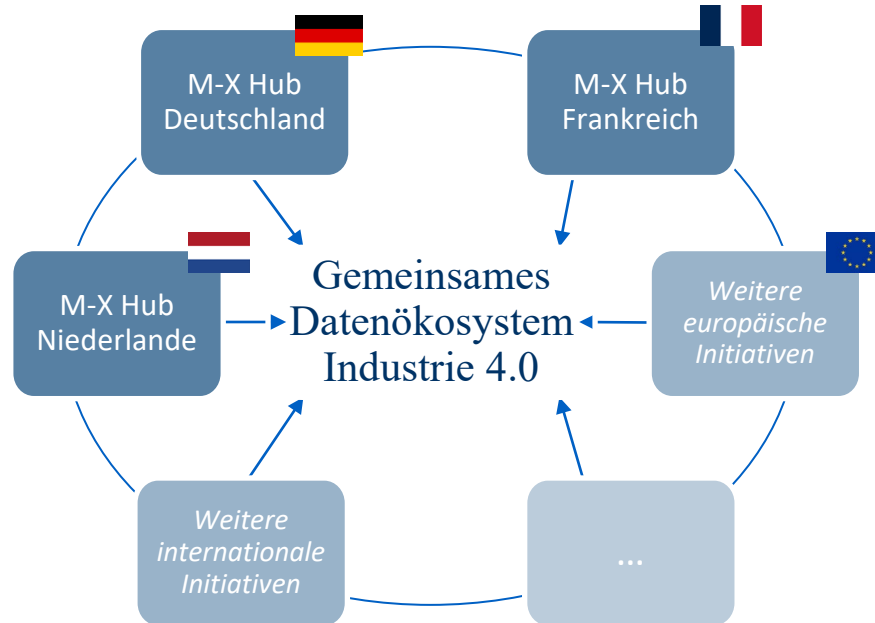 M-X Hub
Deutschland
M-X Hub
Frankreich
M-X Hub
Niederlande
Gemeinsames
Datenökosystem
Industrie 4.0
Weitere
europäische
Initiativen
Weitere
internationale
Initiativen
...